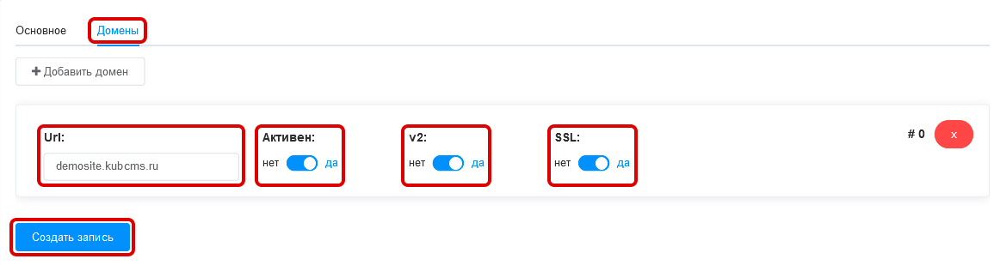 Основное Домены
+ Добавить домен
Url: Активен: v2: SSL: # 0 x
demosite.kubcms.ru нет да нет да нет да
Создать запись